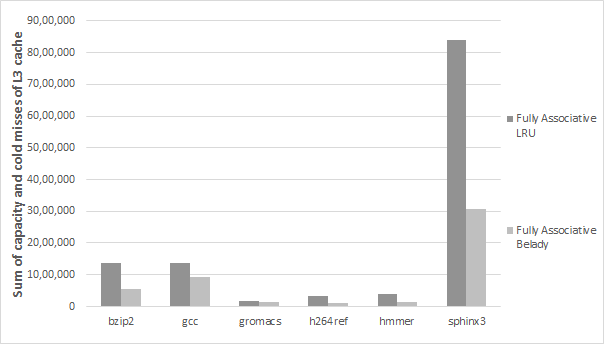 Sum of capacity and cold misses of L3 cache
90,00,000
80,00,000
70,00,000
60,00,000
50,00,000
40,00,000
30,00,000
20,00,000
10,00,000
0
bzip2 gcc gromacs h264ref hmmer sphinx3
Fully Associative
LRU
Fully Associative
Belady